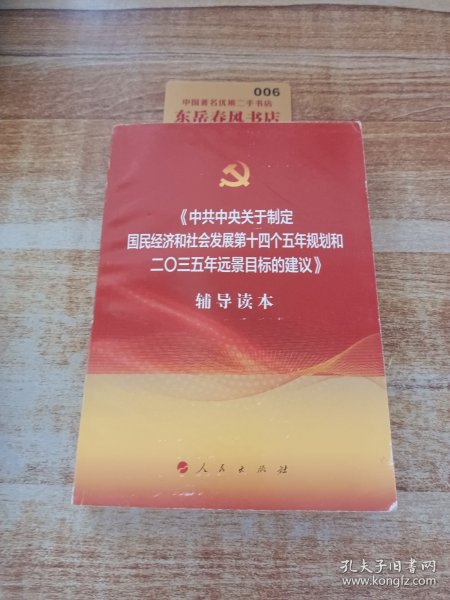 006
中国著名优质二手书店
东岳春风书店
《中共中央关于制定
国民经济和社会发展第十四个五年规划和
二〇三五年远景目标的建议》
辅导读本
人民出版社
孔夫子旧书网
www.kongfz.com